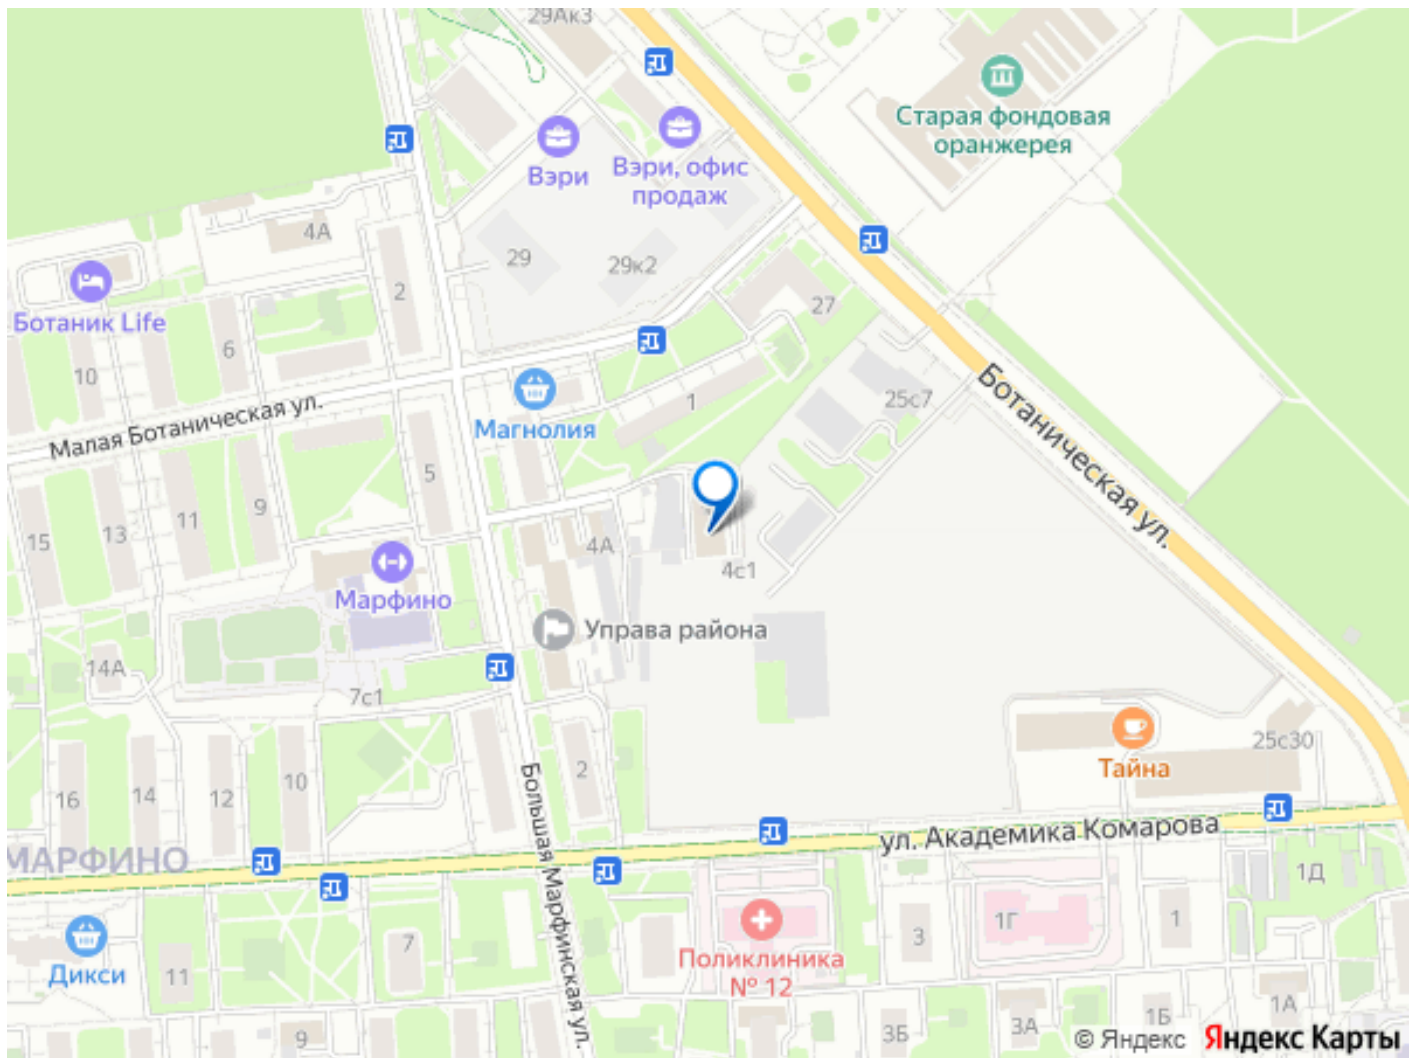 29Ак3
Старая фондовая
оранжерея
Вэри
Вэри, офис
продаж
4А
29
29к2
2
27
Ботаник Life
6
10
Малая Ботаническая ул.
Магнолия
1
25с7
Ботаническая ул.
5
9
11
13
15
4А
4с1
Марфино
Управа района
14А
7с1
25с30
Тайна
2
10
12
14
16
Большая Марфинская ул.
ул. Академика Комарова
МАРФИНО
1Д
Дикси
11
7
Поликлиника
№ 12
3
1Г
1
9
3Б
3А
1Б
1А
© Яндекс Яндекс Карты